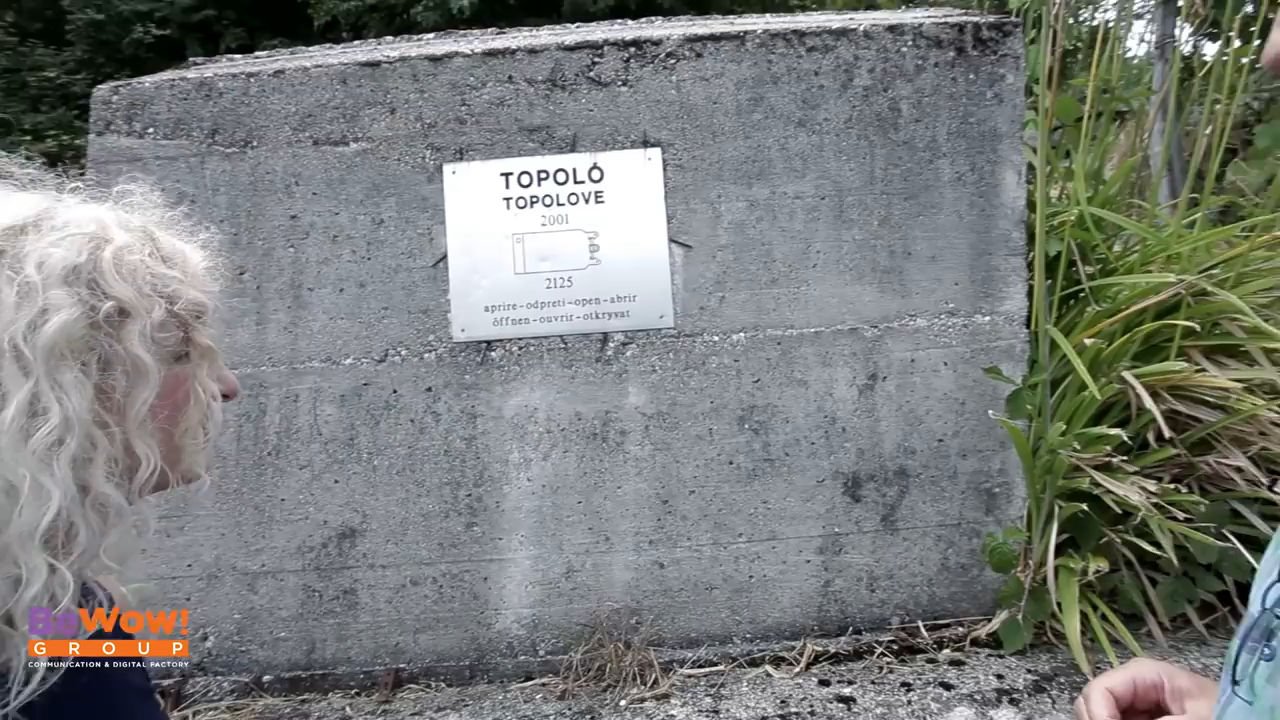 TOPOLÒ
TOPOLOVE
2001
2125
aprire-odpreti-open-abrir
öffnen-ouvrir-otkryvat
BeWow!
GROUP
COMMUNICATION & DIGITAL FACTORY